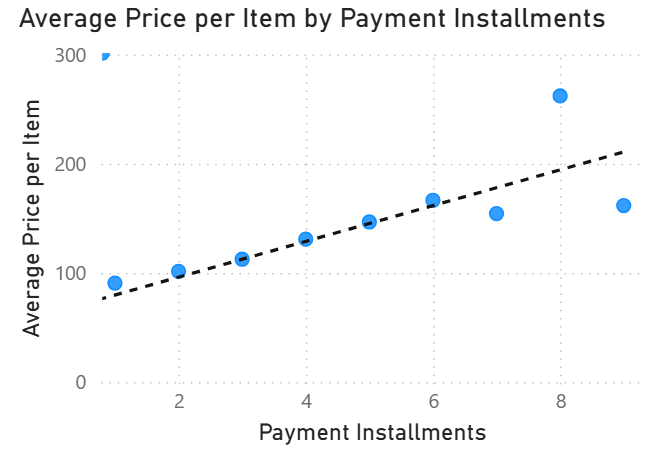 Average Price per Item by Payment Installments
300
200
100
0
Average Price per Item
2 4 6 8
Payment Installments